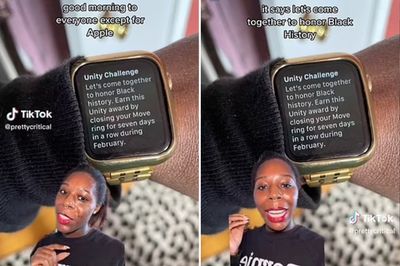 good morning to
everyone except for
Apple
Unity Challenge
Let's come together
to honor Black
history. Earn this
Unity award by
closing your Move
ring for seven days
in a row during
February.
TikTok
@prettycritical
it says let's come
together to honor Black
History
Unity Challenge
Let's come together
to honor Black
history. Earn this
Unity award by
closing your Move
ring for seven days
in a row during
February.
TikTok
@prettycritical